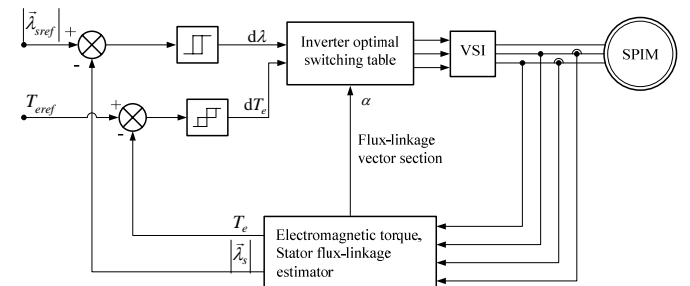 |λ⃗sref|
+
-
dλ
Inverter optimal
switching table
VSI
SPIM
Teref
+
-
dTe
α
Flux-linkage
vector section
Te
|λ⃗s|
Electromagnetic torque,
Stator flux-linkage
estimator